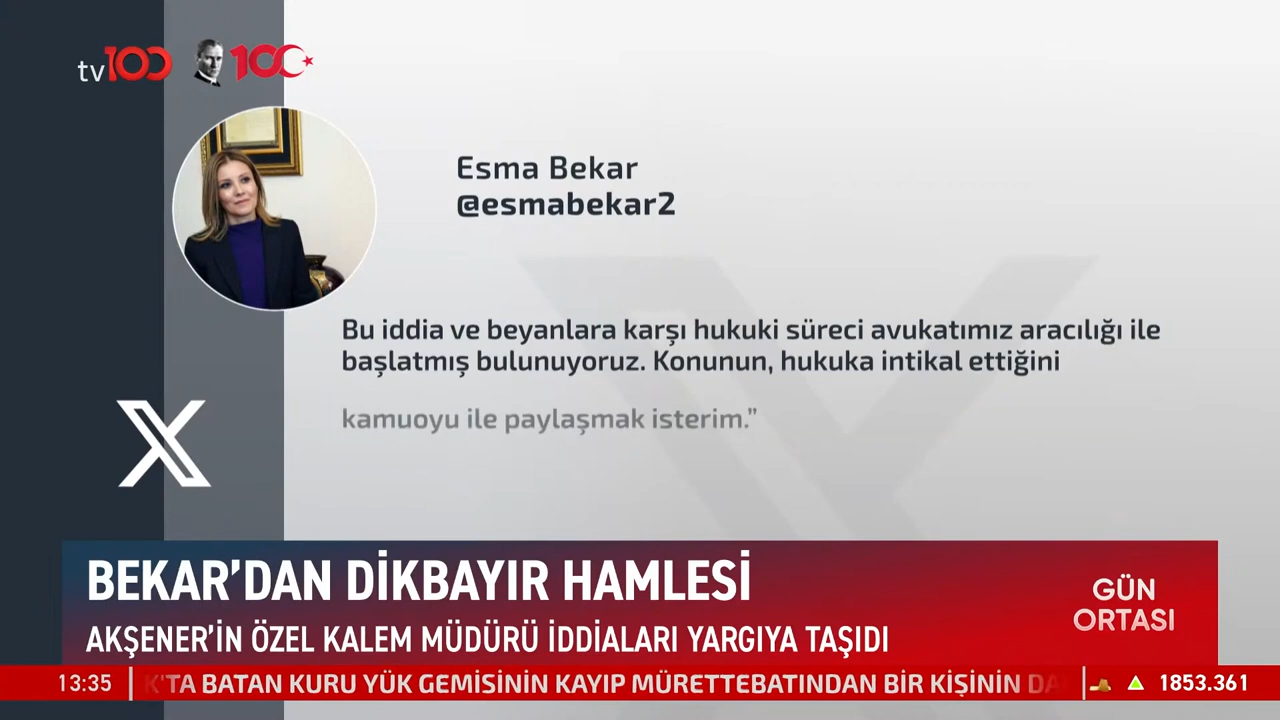 tv100
100
Esma Bekar
@esmabekar2
Bu iddia ve beyanlara karşı hukuki süreci avukatımız aracılığı ile
başlatmış bulunuyoruz. Konunun, hukuka intikal ettiğini
kamuoyu ile paylaşmak isterim.”
BEKAR’DAN DİKBAYIR HAMLESİ
AKŞENER’İN ÖZEL KALEM MÜDÜRÜ İDDİALARI YARGIYA TAŞIDI
GÜN
ORTASI
13:35
K'TA BATAN KURU YÜK GEMİSİNİN KAYIP MÜRETTEBATINDAN BİR KİŞİNİN
1853.361